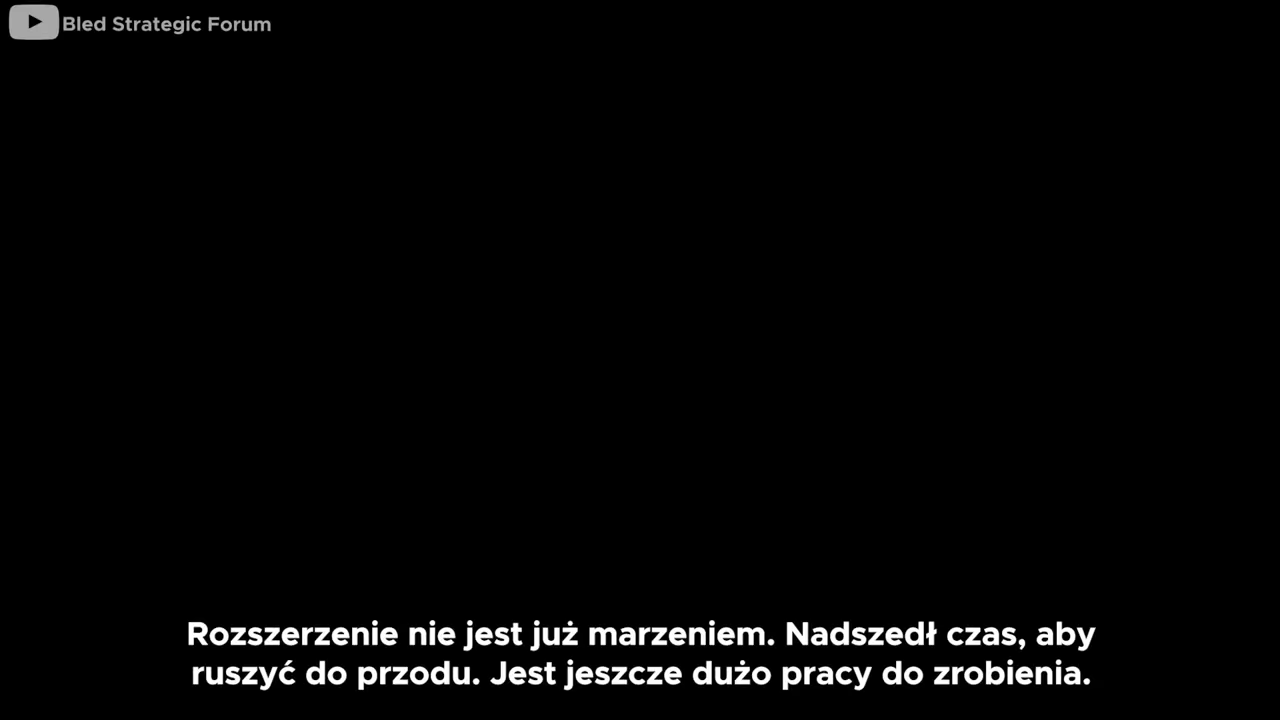 Bled Strategic Forum
Rozszerzenie nie jest już marzeniem. Nadszedł czas, aby
ruszyć do przodu. Jest jeszcze dużo pracy do zrobienia.